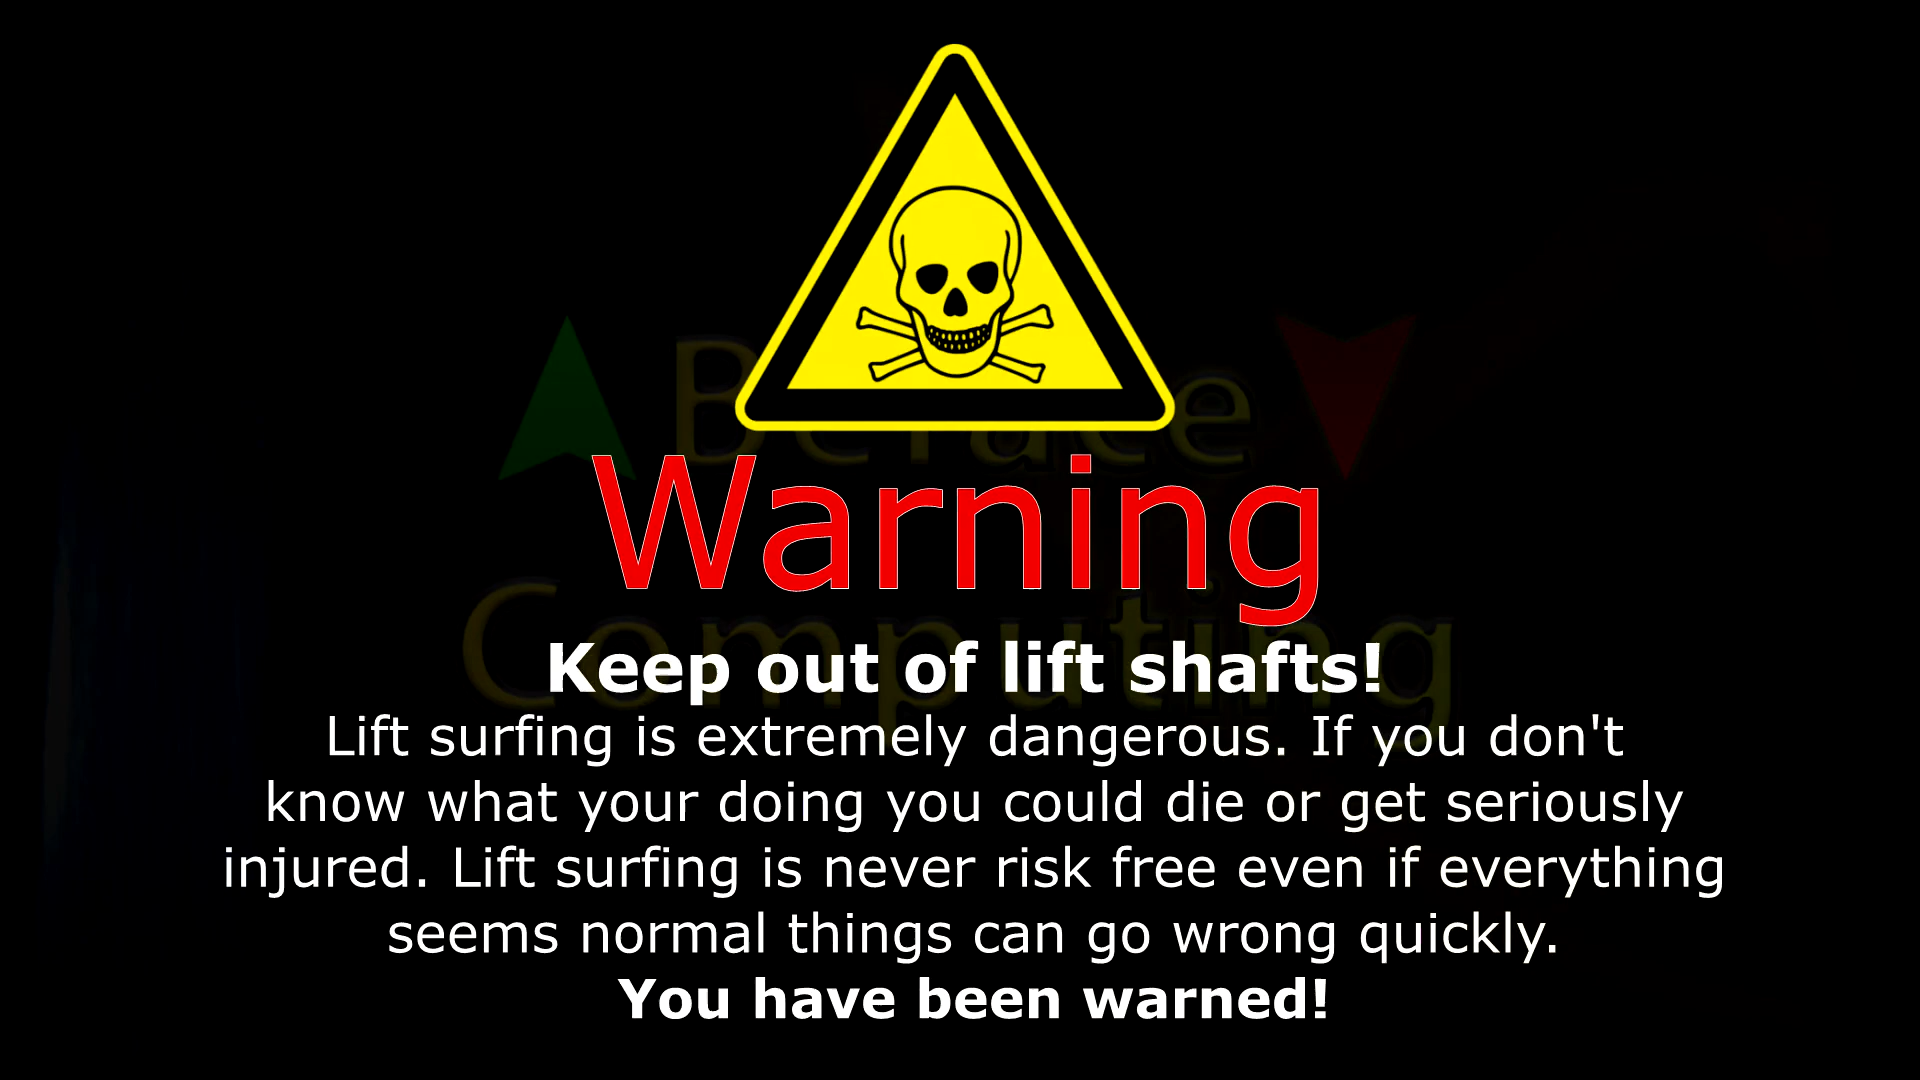 Warning
Keep out of lift shafts!
Lift surfing is extremely dangerous. If you don't
know what your doing you could die or get seriously
injured. Lift surfing is never risk free even if everything
seems normal things can go wrong quickly.
You have been warned!
Computing